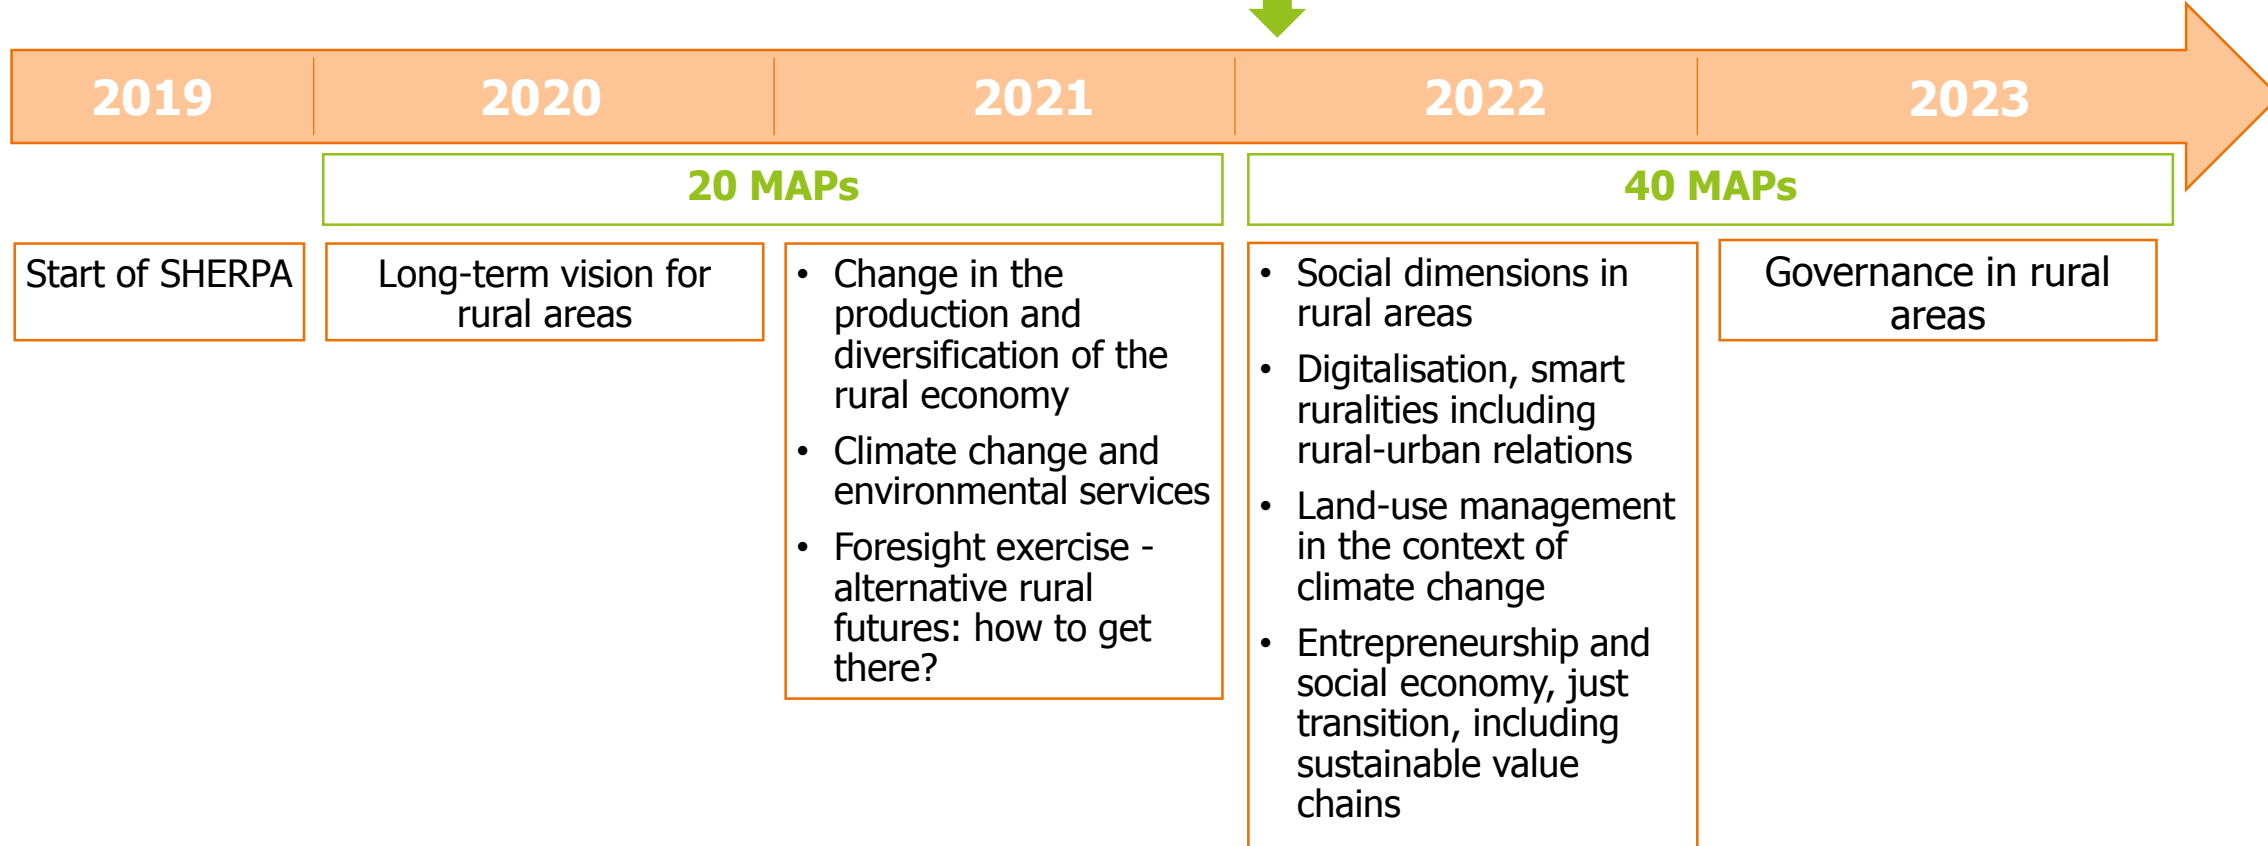 2019
2020
2021
2022
2023
20 MAPs
40 MAPs
Start of SHERPA
Long-term vision for
rural areas
• Change in the
production and
diversification of the
rural economy
• Climate change and
environmental services
• Foresight exercise -
alternative rural
futures: how to get
there?
• Social dimensions in
rural areas
• Digitalisation, smart
ruralities including
rural-urban relations
• Land-use management
in the context of
climate change
• Entrepreneurship and
social economy, just
transition, including
sustainable value
chains
Governance in rural
areas